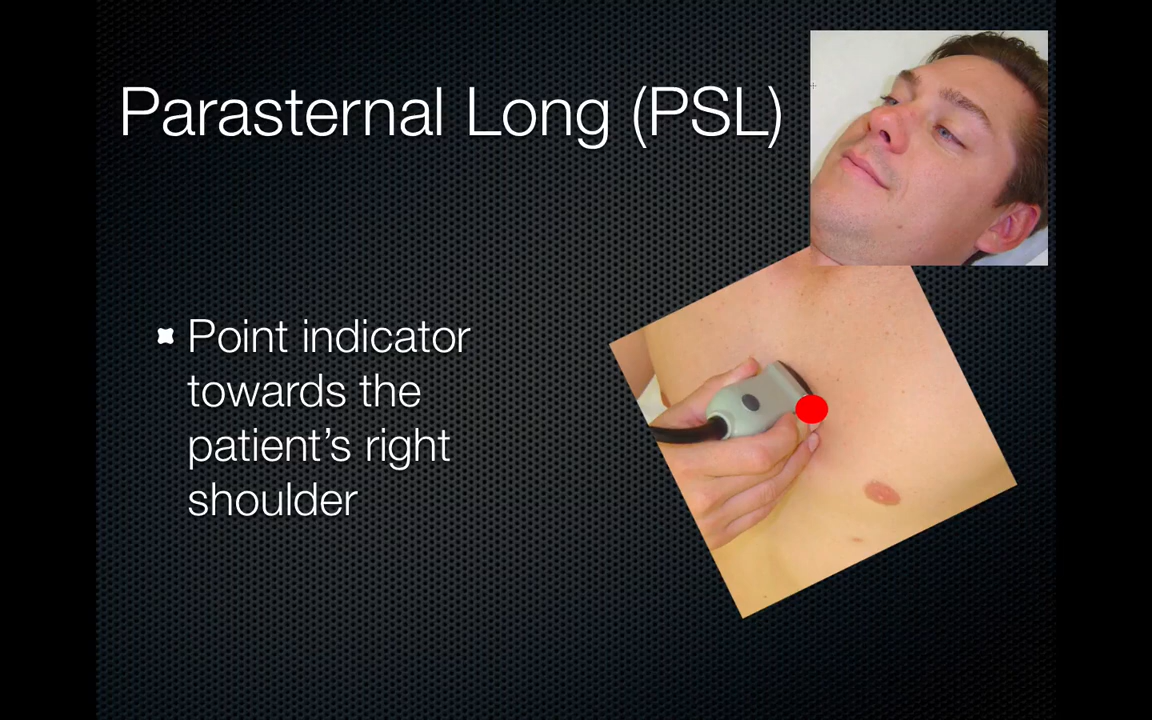 Parasternal Long (PSL)
Point indicator
towards the
patient’s right
shoulder